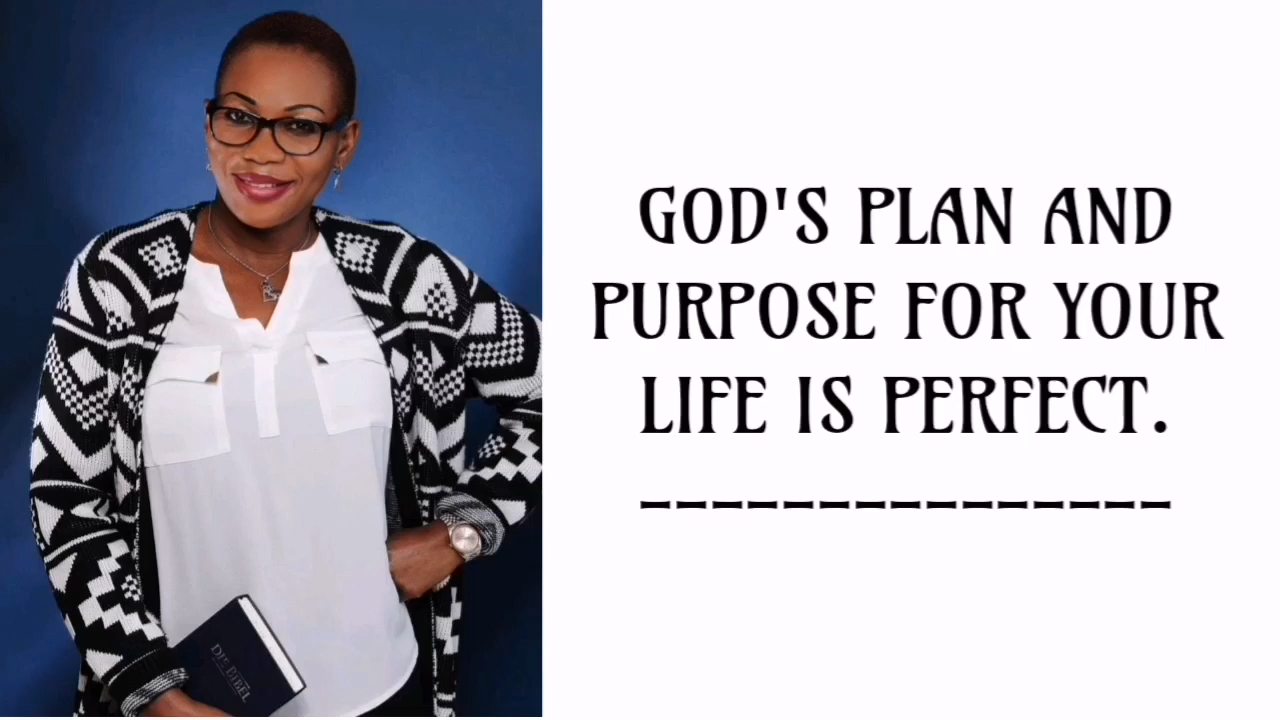 GOD'S PLAN AND
PURPOSE FOR YOUR
LIFE IS PERFECT.
---------------
DIE BIBEL